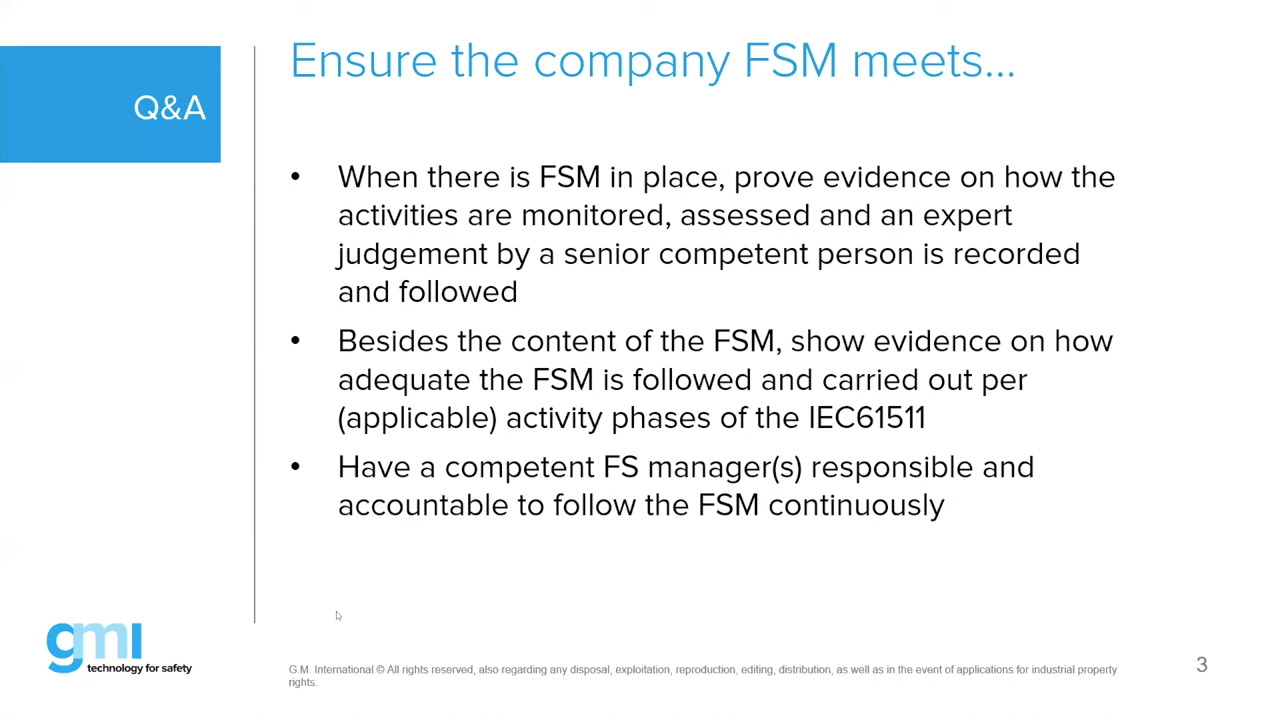 Ensure the company FSM meets...
Q&A
• When there is FSM in place, prove evidence on how the
activities are monitored, assessed and an expert
judgement by a senior competent person is recorded
and followed
• Besides the content of the FSM, show evidence on how
adequate the FSM is followed and carried out per
(applicable) activity phases of the IEC61511
• Have a competent FS manager(s) responsible and
accountable to follow the FSM continuously
gmi
technology for safety
G.M. International © All rights reserved, also regarding any disposal, exploitation, reproduction, editing, distribution, as well as in the event of applications for industrial property
rights.
3